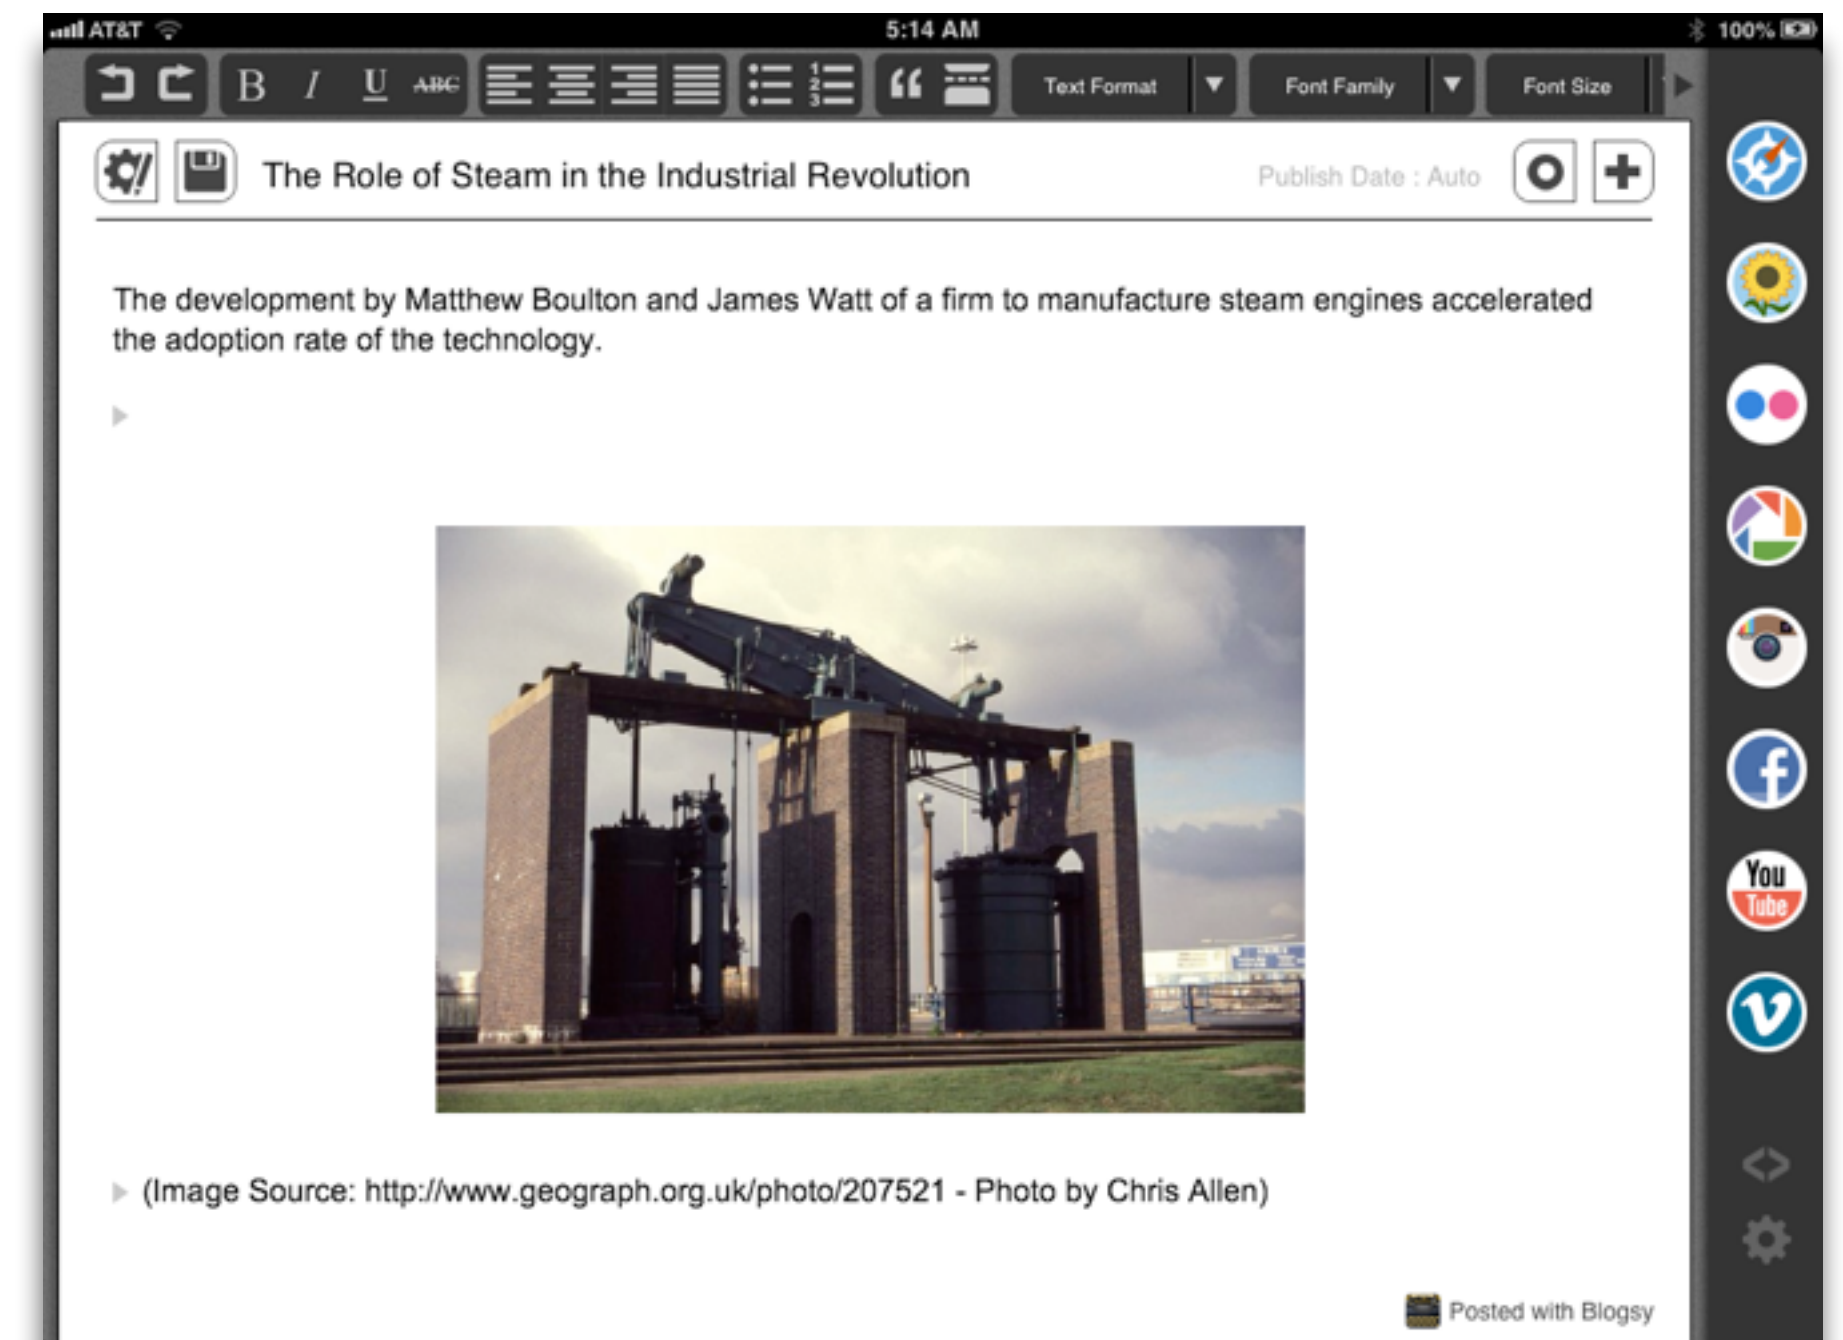 AT&T 5:14 AM 100%
B I U ABC 1 2 3 Text Format Font Family Font Size
The Role of Steam in the Industrial Revolution Publish Date : Auto
The development by Matthew Boulton and James Watt of a firm to manufacture steam engines accelerated
the adoption rate of the technology.
f
You
Tube
v
(Image Source: http://www.geograph.org.uk/photo/207521 - Photo by Chris Allen)
Posted with Blogsy